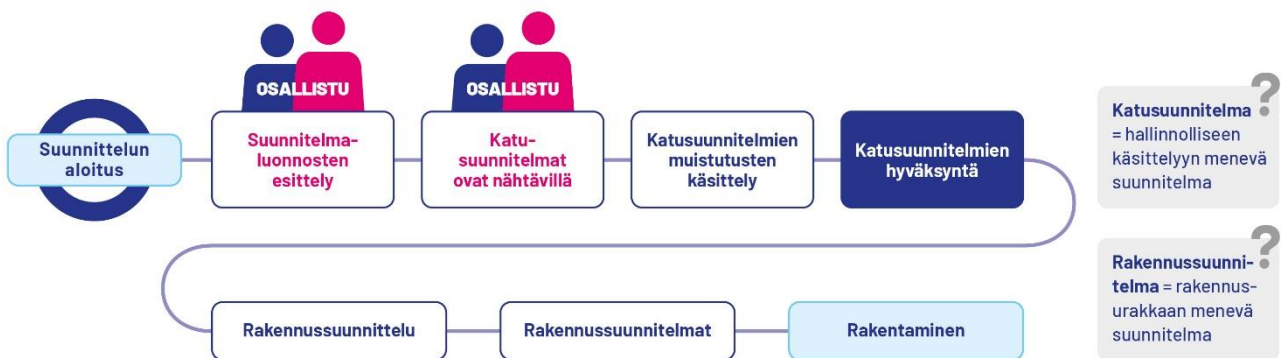 OSALLISTU
OSALLISTU
Suunnittelun
aloitus
Suunnitelma-
luonnosten
esittely
Katu-
suunnitelmat
ovat nähtävillä
Katusuunnitelmien
muistutusten
käsittely
Katusuunnitelmien
hyväksyntä
Rakennussuunnittelu
Rakennussuunnitelmat
Rakentaminen
?
Katusuunnitelma
= hallinnolliseen
käsittelyyn menevä
suunnitelma
?
Rakennussuunni-
telma = rakennus-
urakkaan menevä
suunnitelma